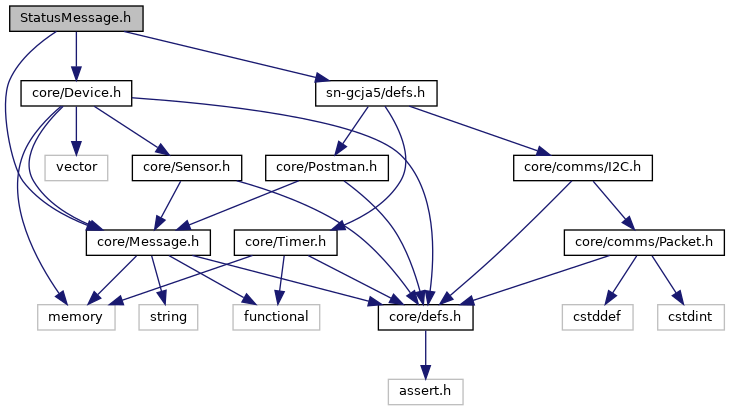 StatusMessage.h
core/Device.h
sn-gcja5/defs.h
vector
core/Sensor.h
core/Postman.h
core/comms/I2C.h
core/Message.h
core/Timer.h
core/comms/Packet.h
memory
string
functional
core/defs.h
cstddef
cstdint
assert.h